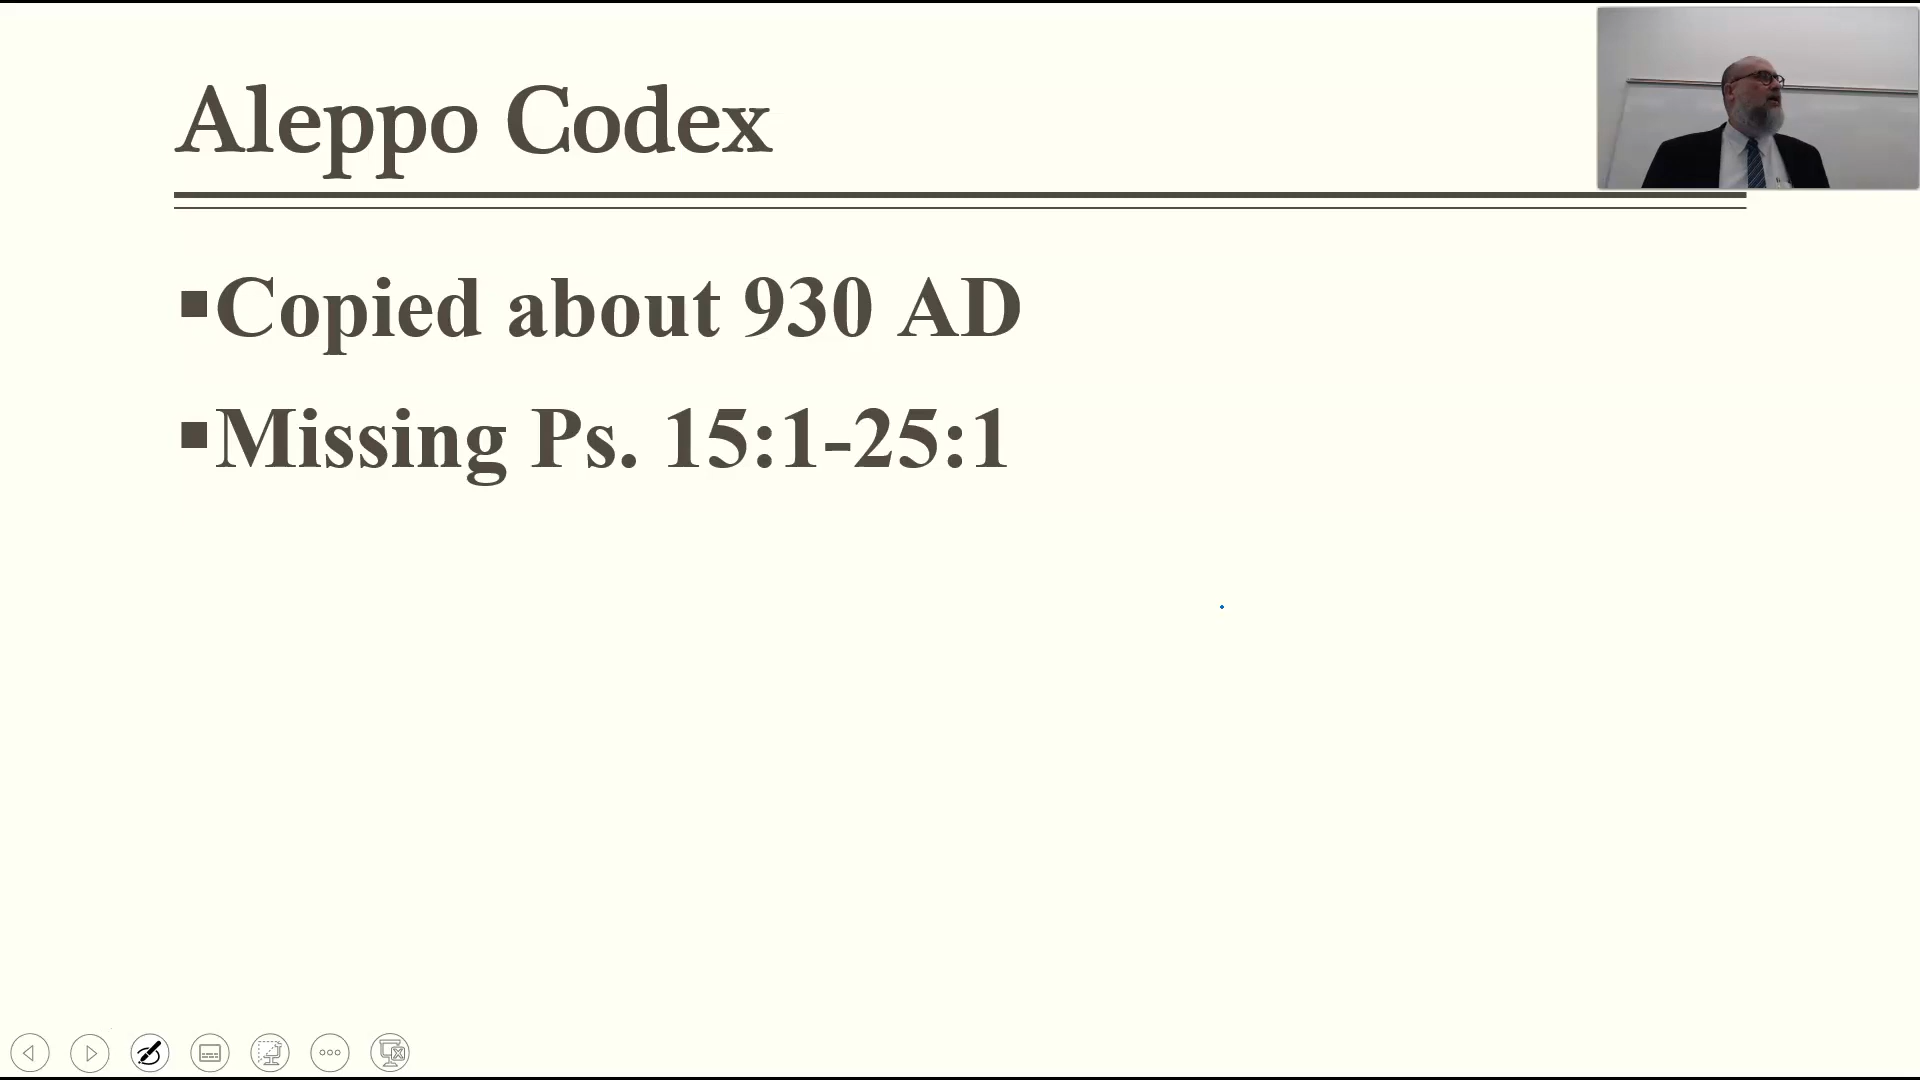 Aleppo Codex
▪Copied about 930 AD
▪Missing Ps. 15:1-25:1